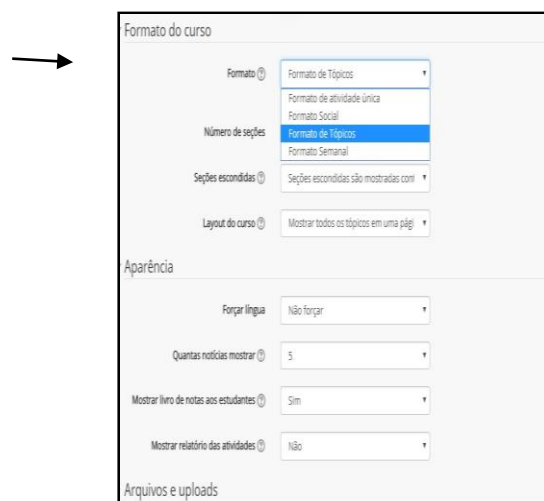 Formato do curso
Formato Formato de Tópicos
Formato de atividade única
Formato Social
Número de seções Formato de Tópicos
Formato Semanal
Seções escondidas Seções escondidas são mostradas com
Layout do curso Mostrar todos os tópicos em uma pági
Aparência
Forçar língua Não forçar
Quantas notícias mostrar 5
Mostrar livro de notas aos estudantes Sim
Mostrar relatório das atividades Não
Arquivos e uploads